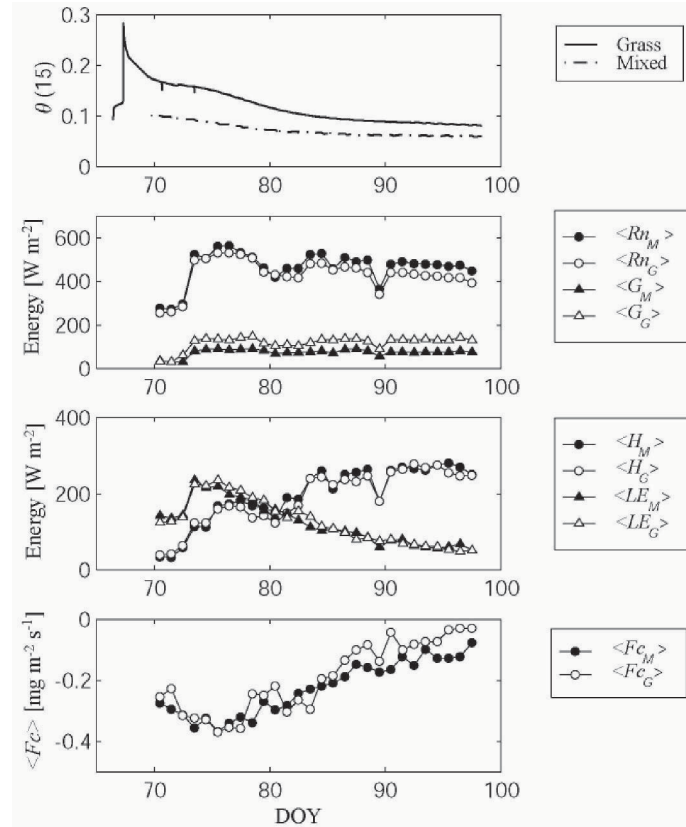 0.3
0.2
0.1
0
θ (15)
70 80 90 100
Grass
Mixed
600
400
200
0
Energy [W m⁻²]
70 80 90 100
<Rn_M>
<Rn_G>
<G_M>
<G_G>
400
200
0
Energy [W m⁻²]
70 80 90 100
<H_M>
<H_G>
<LE_M>
<LE_G>
-0
-0.2
-0.4
<Fc> [mg m⁻² s⁻¹]
70 80 90 100
DOY
<Fc_M>
<Fc_G>